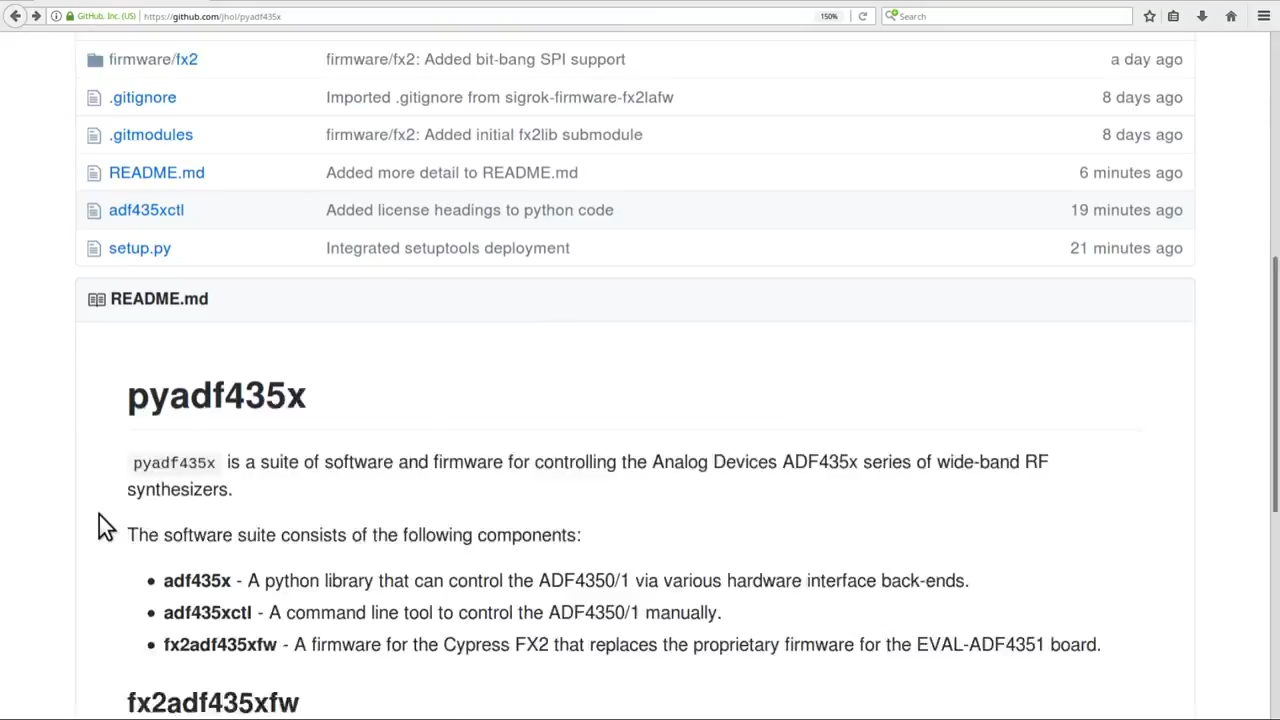 GitHub, Inc. (US) https://github.com/jhol/pyadf435x 150% Search
firmware/fx2 firmware/fx2: Added bit-bang SPI support a day ago
.gitignore Imported .gitignore from sigrok-firmware-fx2lafw 8 days ago
.gitmodules firmware/fx2: Added initial fx2lib submodule 8 days ago
README.md Added more detail to README.md 6 minutes ago
adf435xctl Added license headings to python code 19 minutes ago
setup.py Integrated setuptools deployment 21 minutes ago
README.md
pyadf435x
pyadf435x is a suite of software and firmware for controlling the Analog Devices ADF435x series of wide-band RF
synthesizers.
The software suite consists of the following components:
• adf435x - A python library that can control the ADF4350/1 via various hardware interface back-ends.
• adf435xctl - A command line tool to control the ADF4350/1 manually.
• fx2adf435xfw - A firmware for the Cypress FX2 that replaces the proprietary firmware for the EVAL-ADF4351 board.
fx2adf435xfw